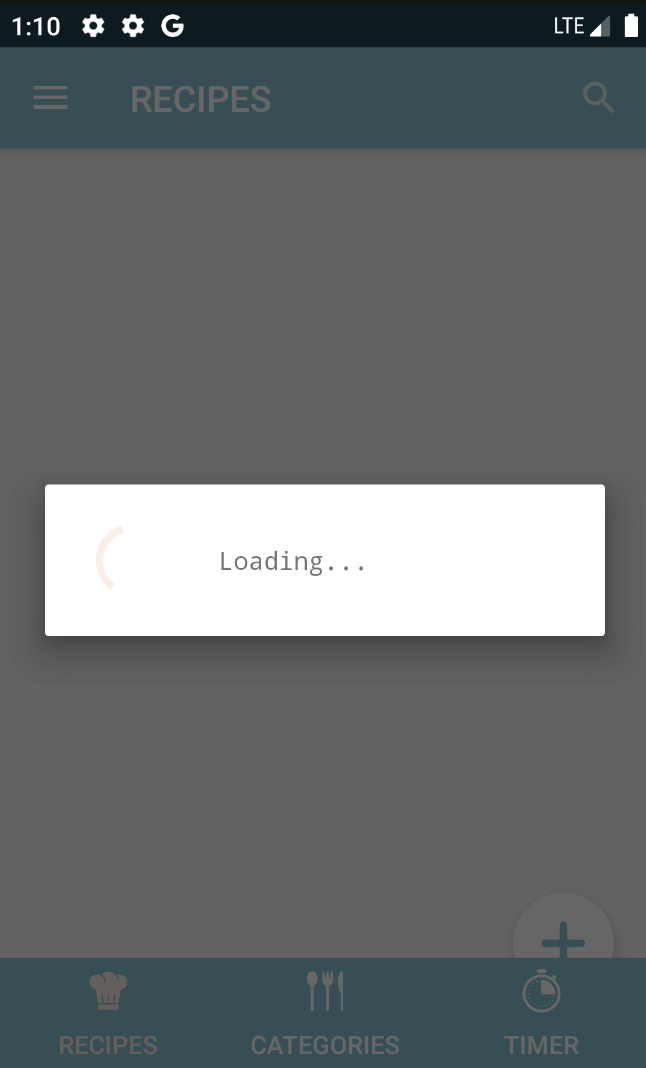 1:10 G LTE
RECIPES
Loading...
RECIPES CATEGORIES TIMER